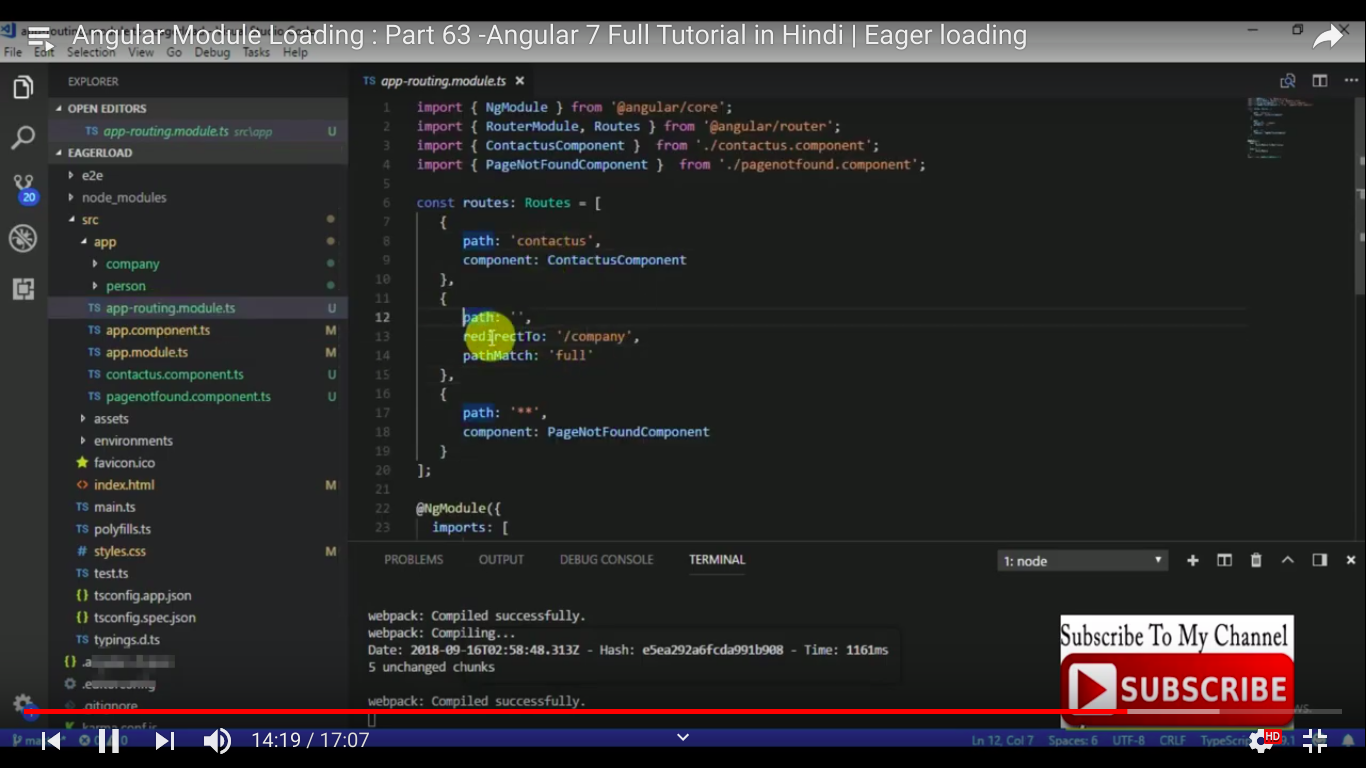 Angular Module Loading : Part 63 -Angular 7 Full Tutorial in Hindi | Eager loading
File Edit Selection View Go Debug Tasks Help
EXPLORER
OPEN EDITORS
TS app-routing.module.ts src\app U
EAGERLOAD
e2e
node_modules
src
app
company
person
TS app-routing.module.ts U
TS app.component.ts M
TS app.module.ts M
TS contactus.component.ts U
TS pagenotfound.component.ts U
assets
environments
favicon.ico
index.html M
TS main.ts
TS polyfills.ts
# styles.css M
TS test.ts
{} tsconfig.app.json
{} tsconfig.spec.json
TS typings.d.ts
.editorconfig
.gitignore
karma.conf.js
20
TS app-routing.module.ts ×
1 import { NgModule } from '@angular/core';
2 import { RouterModule, Routes } from '@angular/router';
3 import { ContactusComponent }  from './contactus.component';
4 import { PageNotFoundComponent }  from './pagenotfound.component';
5
6 const routes: Routes = [
7 {
8 path: 'contactus',
9 component: ContactusComponent
10 },
11 {
12 path: '',
13 redirectTo: '/company',
14 pathMatch: 'full'
15 },
16 {
17 path: '**',
18 component: PageNotFoundComponent
19 }
20 ];
21
22 @NgModule({
23 imports: [
PROBLEMS OUTPUT DEBUG CONSOLE TERMINAL
1: node
webpack: Compiled successfully.
webpack: Compiling...
Date: 2018-09-16T02:58:48.313Z - Hash: e5ea292a6fcda991b908 - Time: 1161ms
5 unchanged chunks
webpack: Compiled successfully.
Subscribe To My Channel
SUBSCRIBE
14:19 / 17:07
Ln 12, Col 7 Spaces: 6 UTF-8 CRLF TypeScript
HD